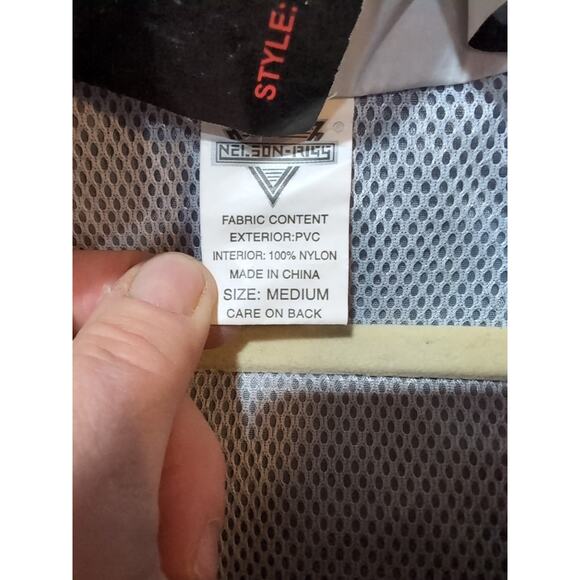 STYLE:
NELSON-RIGG
®
FABRIC CONTENT
EXTERIOR:PVC
INTERIOR: 100% NYLON
MADE IN CHINA
SIZE: MEDIUM
CARE ON BACK